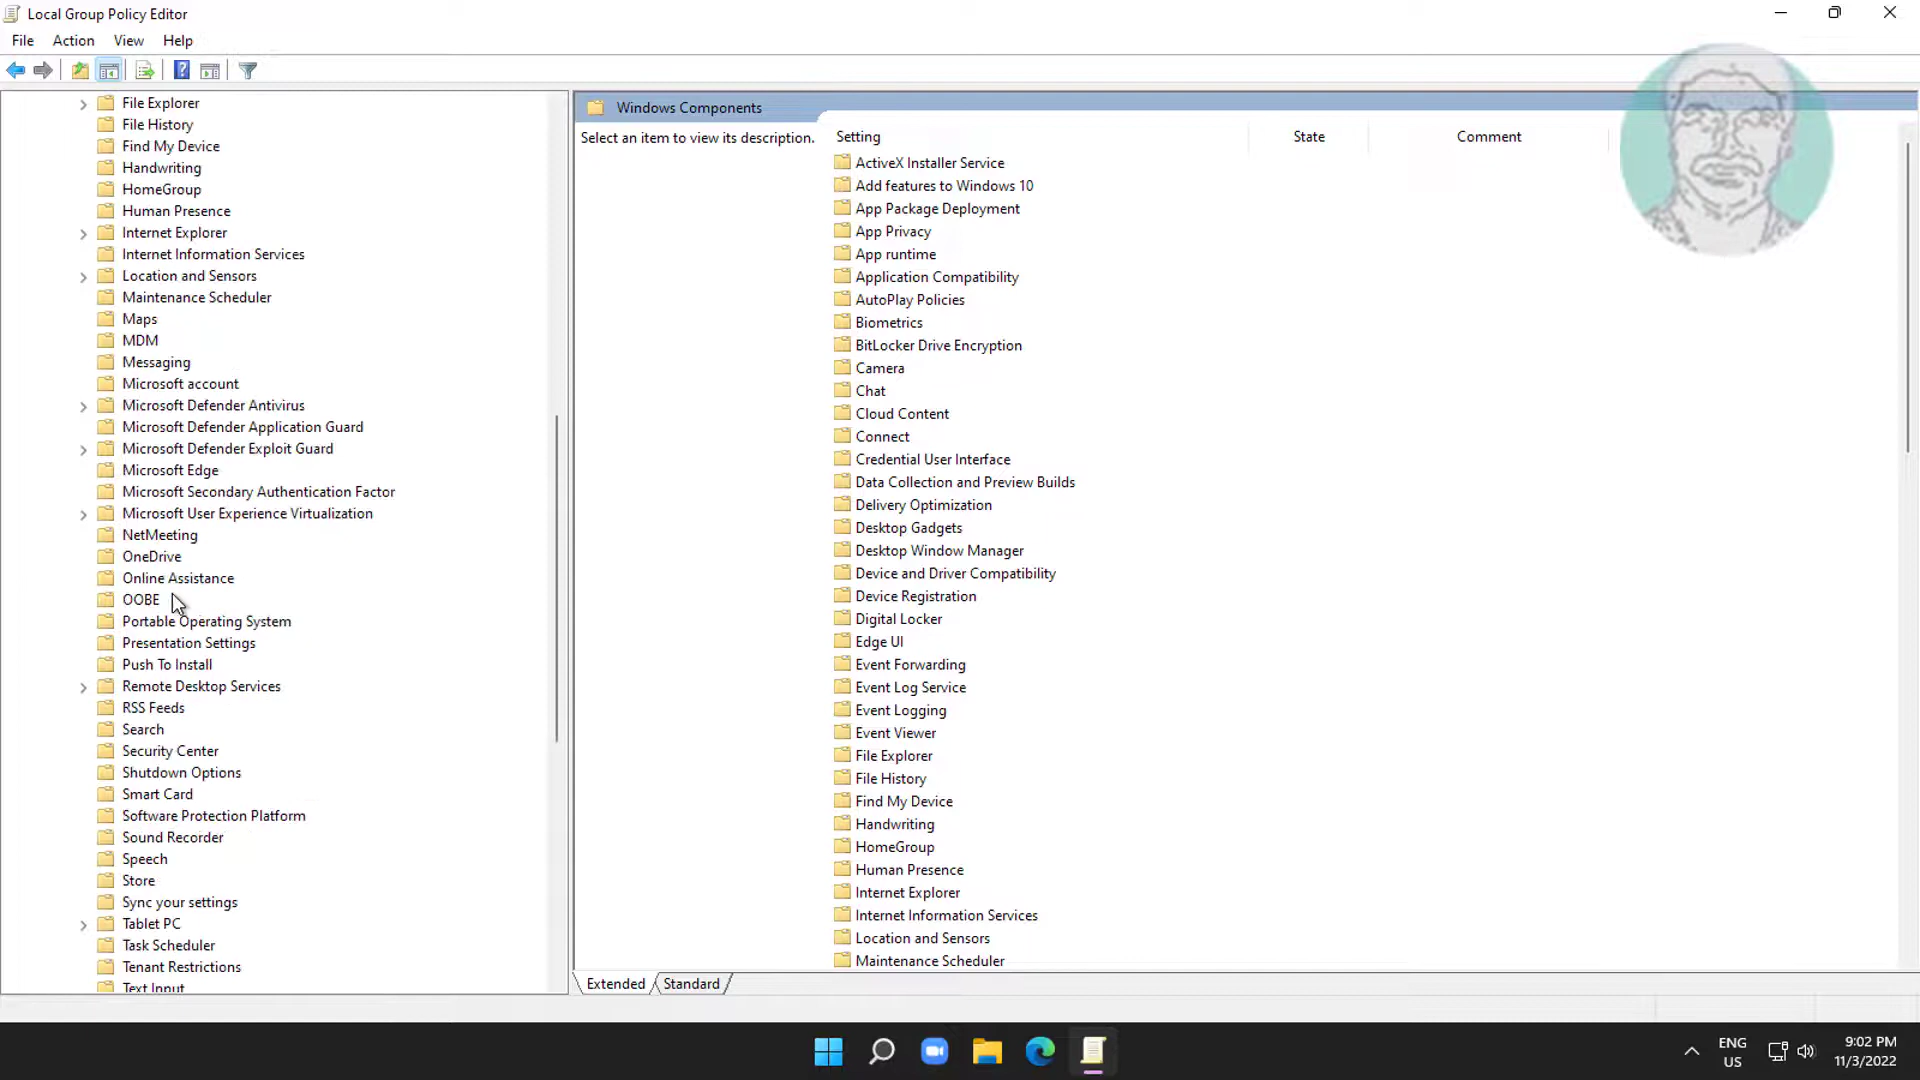 Local Group Policy Editor
File Action View Help
File Explorer
File History
Find My Device
Handwriting
HomeGroup
Human Presence
Internet Explorer
Internet Information Services
Location and Sensors
Maintenance Scheduler
Maps
MDM
Messaging
Microsoft account
Microsoft Defender Antivirus
Microsoft Defender Application Guard
Microsoft Defender Exploit Guard
Microsoft Edge
Microsoft Secondary Authentication Factor
Microsoft User Experience Virtualization
NetMeeting
OneDrive
Online Assistance
OOBE
Portable Operating System
Presentation Settings
Push To Install
Remote Desktop Services
RSS Feeds
Search
Security Center
Shutdown Options
Smart Card
Software Protection Platform
Sound Recorder
Speech
Store
Sync your settings
Tablet PC
Task Scheduler
Tenant Restrictions
Text Input
Windows Components
Select an item to view its description.
Setting State Comment
ActiveX Installer Service
Add features to Windows 10
App Package Deployment
App Privacy
App runtime
Application Compatibility
AutoPlay Policies
Biometrics
BitLocker Drive Encryption
Camera
Chat
Cloud Content
Connect
Credential User Interface
Data Collection and Preview Builds
Delivery Optimization
Desktop Gadgets
Desktop Window Manager
Device and Driver Compatibility
Device Registration
Digital Locker
Edge UI
Event Forwarding
Event Log Service
Event Logging
Event Viewer
File Explorer
File History
Find My Device
Handwriting
HomeGroup
Human Presence
Internet Explorer
Internet Information Services
Location and Sensors
Maintenance Scheduler
Extended Standard
ENG
US
9:02 PM
11/3/2022